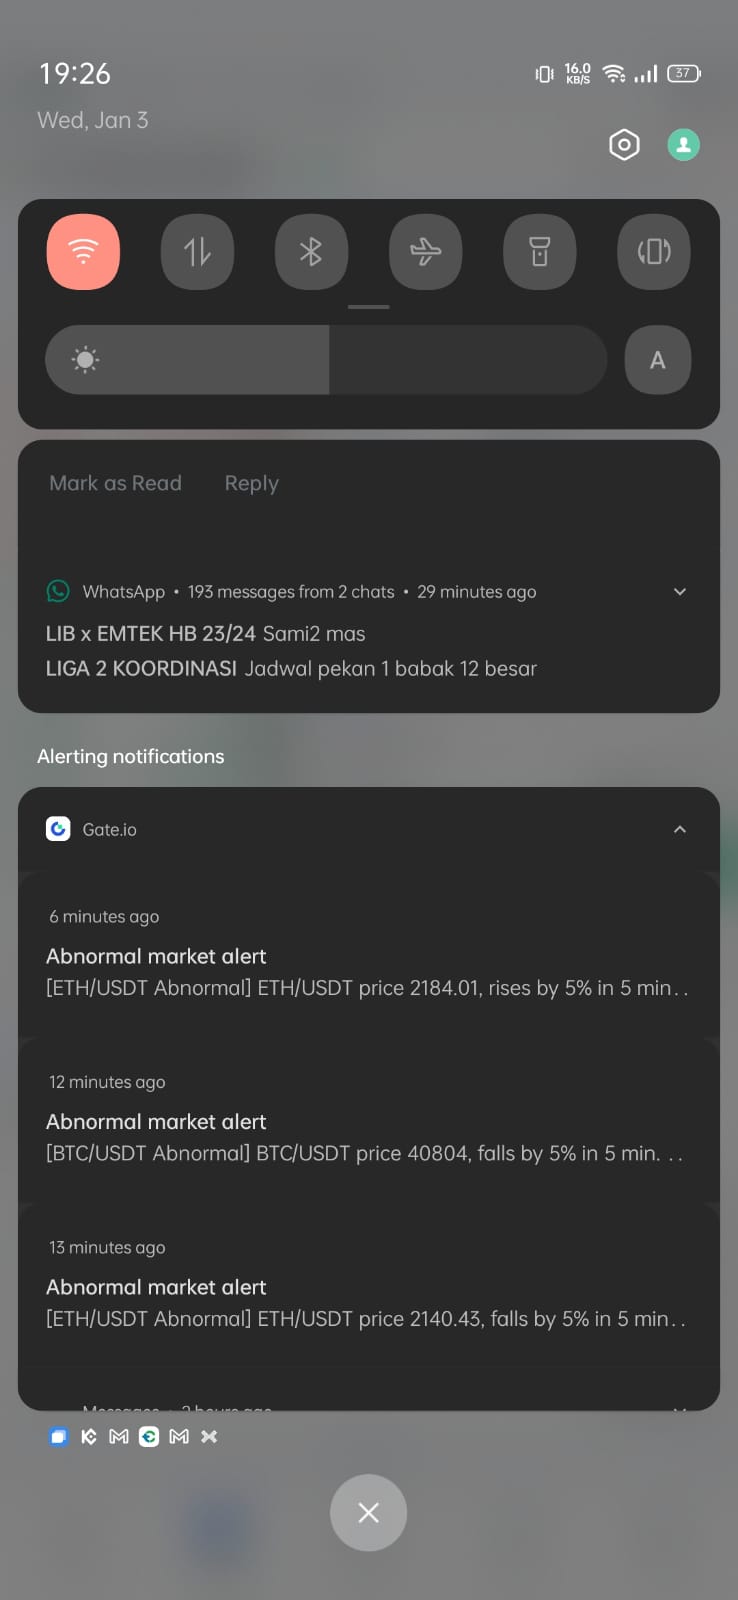 19:26
16.0
KB/S
37
Wed, Jan 3
A
Mark as Read Reply
WhatsApp • 193 messages from 2 chats • 29 minutes ago
LIB x EMTEK HB 23/24 Sami2 mas
LIGA 2 KOORDINASI Jadwal pekan 1 babak 12 besar
Alerting notifications
Gate.io
6 minutes ago
Abnormal market alert
[ETH/USDT Abnormal] ETH/USDT price 2184.01, rises by 5% in 5 min. .
12 minutes ago
Abnormal market alert
[BTC/USDT Abnormal] BTC/USDT price 40804, falls by 5% in 5 min. . .
13 minutes ago
Abnormal market alert
[ETH/USDT Abnormal] ETH/USDT price 2140.43, falls by 5% in 5 min. .
Messages • 2 hours ago